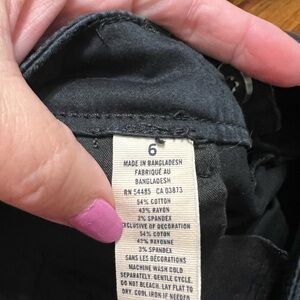 6
MADE IN BANGLADESH
FABRIQUÉ AU
BANGLADESH
RN 54485 CA 03873
54% COTTON
43% RAYON
3% SPANDEX
EXCLUSIVE OF DECORATION
54% COTON
43% RAYONNE
3% SPANDEX
SANS LES DÉCORATIONS
MACHINE WASH COLD
SEPARATELY. GENTLE CYCLE.
DO NOT BLEACH. LAY FLAT TO
DRY. COOL IRON IF NEEDED